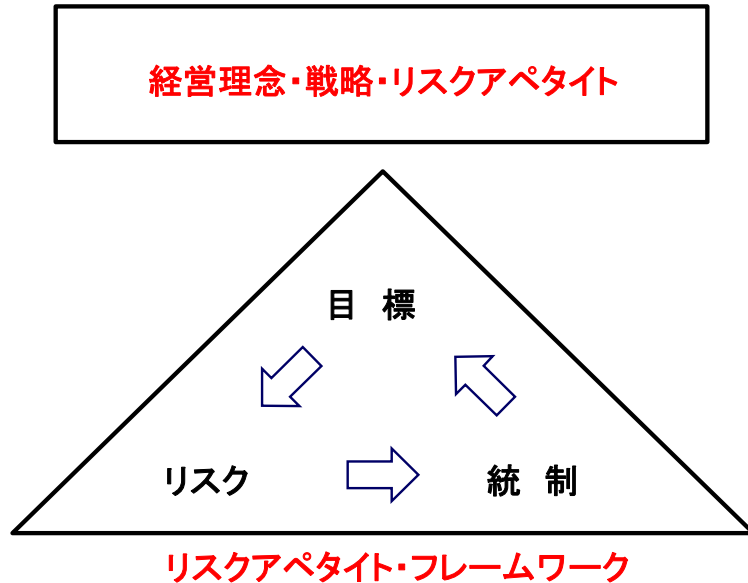 経営理念・戦略・リスクアペタイト
目 標
リスク
統 制
リスクアペタイト・フレームワーク